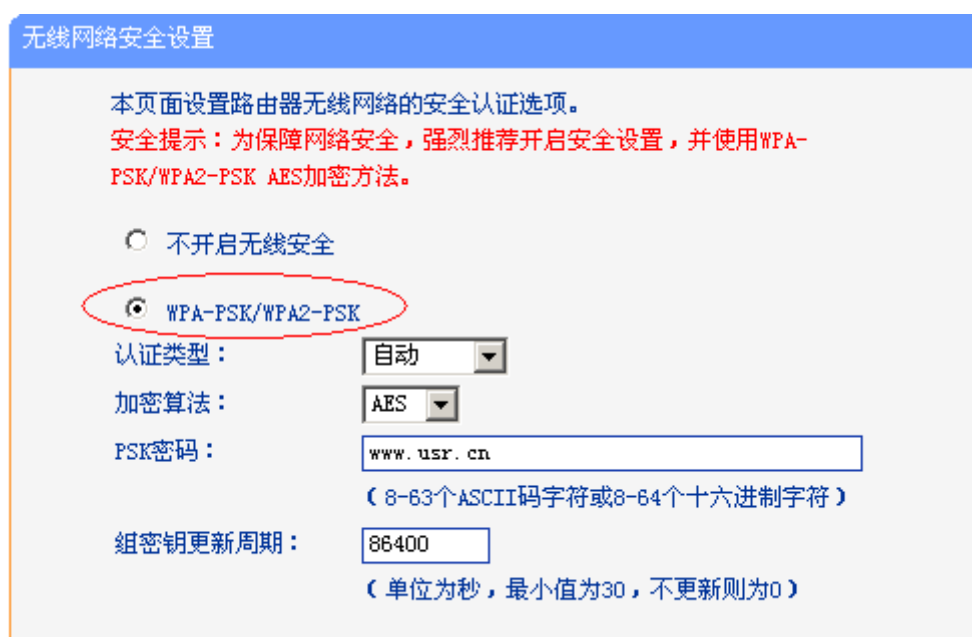 无线网络安全设置
本页面设置路由器无线网络的安全认证选项。
安全提示：为保障网络安全，强烈推荐开启安全设置，并使用WPA-
PSK/WPA2-PSK AES加密方法。
不开启无线安全
WPA-PSK/WPA2-PSK
认证类型： 自动
加密算法： AES
PSK密码： www.usr.cn
（8-63个ASCII码字符或8-64个十六进制字符）
组密钥更新周期： 86400
（单位为秒，最小值为30，不更新则为0）